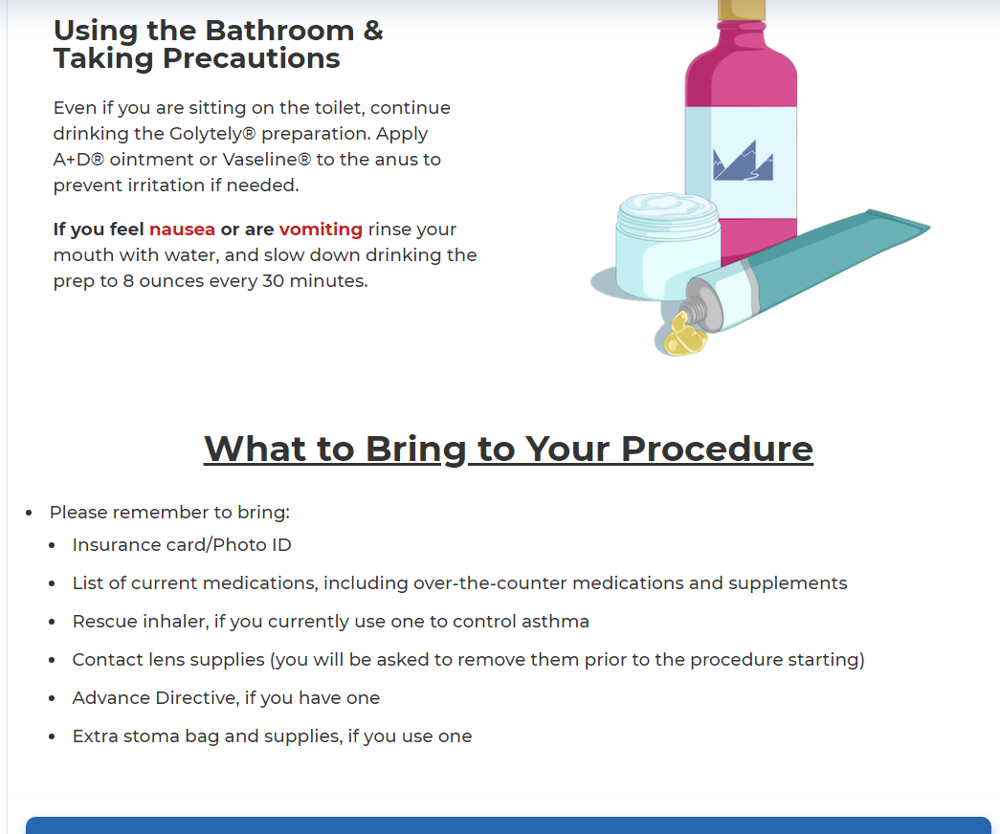 Using the Bathroom &
Taking Precautions
Even if you are sitting on the toilet, continue
drinking the Golytely® preparation. Apply
A+D® ointment or Vaseline® to the anus to
prevent irritation if needed.
If you feel nausea or are vomiting rinse your
mouth with water, and slow down drinking the
prep to 8 ounces every 30 minutes.
What to Bring to Your Procedure
• Please remember to bring:
• Insurance card/Photo ID
• List of current medications, including over-the-counter medications and supplements
• Rescue inhaler, if you currently use one to control asthma
• Contact lens supplies (you will be asked to remove them prior to the procedure starting)
• Advance Directive, if you have one
• Extra stoma bag and supplies, if you use one